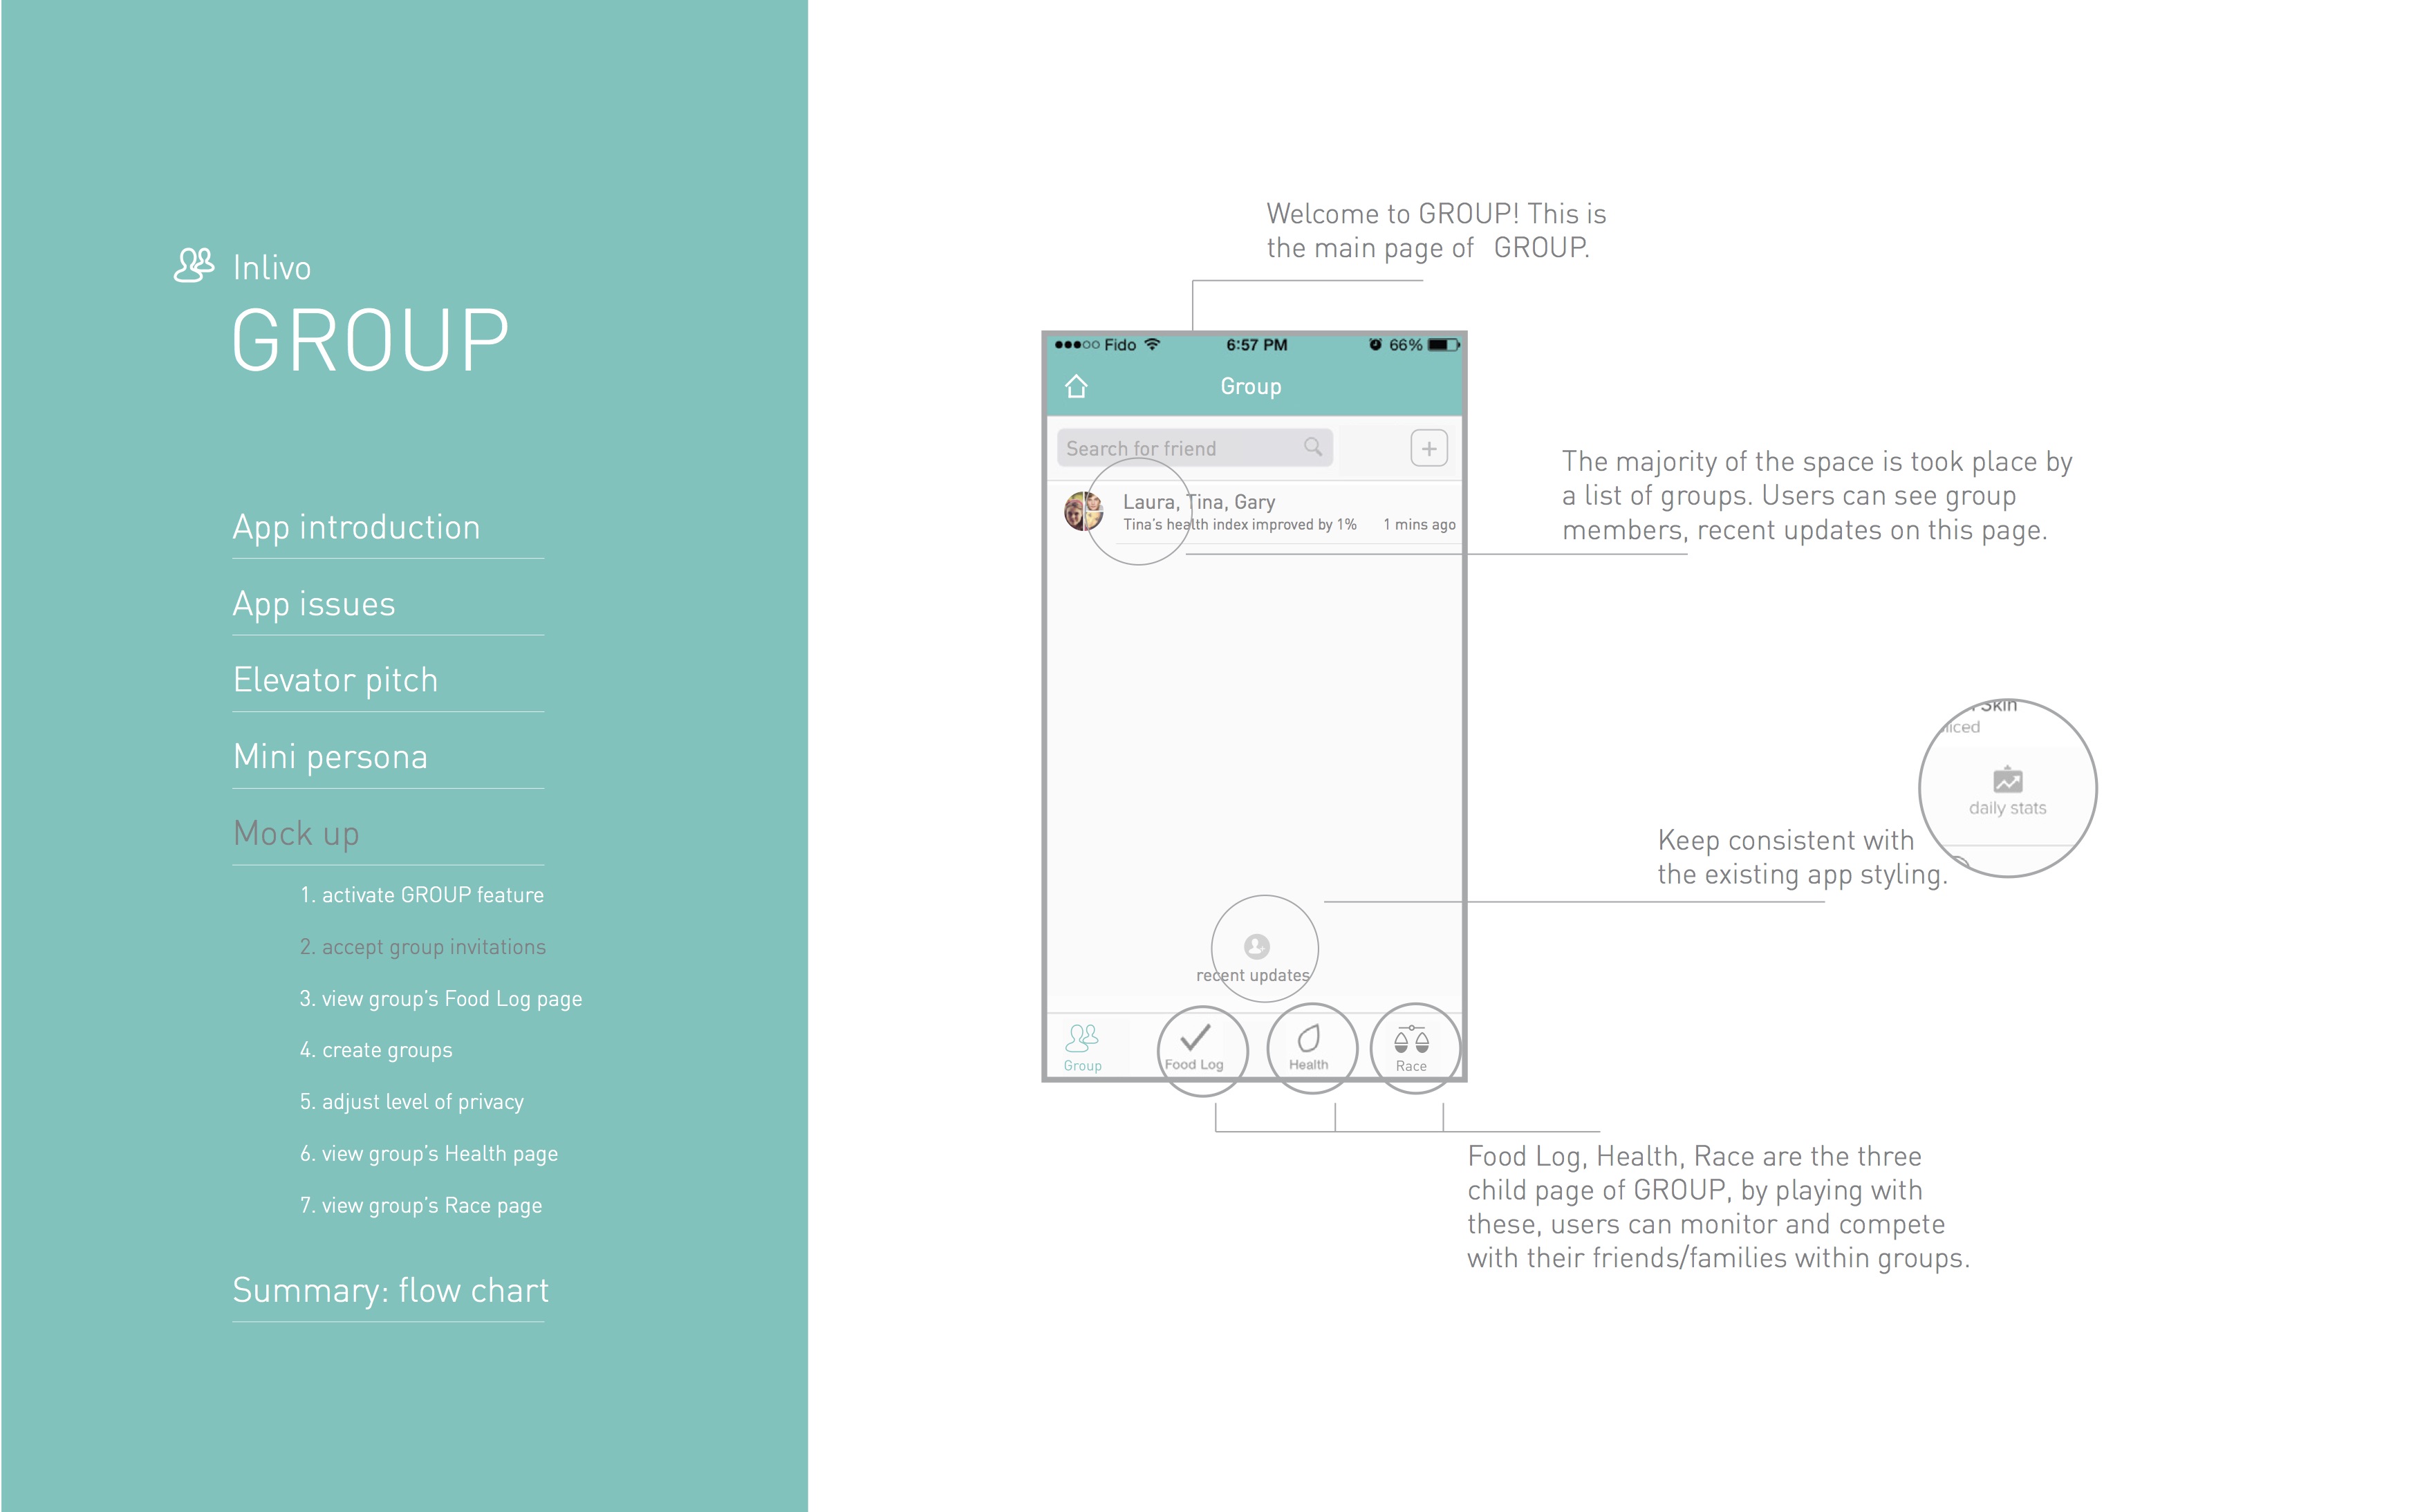 Inlivo
GROUP
App introduction
App issues
Elevator pitch
Mini persona
Mock up
1. activate GROUP feature
2. accept group invitations
3. view group's Food Log page
4. create groups
5. adjust level of privacy
6. view group's Health page
7. view group's Race page
Summary: flow chart
Welcome to GROUP! This is
the main page of GROUP.
Fido 6:57 PM 66%
Group
Search for friend
+
Laura, Tina, Gary
Tina's health index improved by 1% 1 mins ago
The majority of the space is took place by
a list of groups. Users can see group
members, recent updates on this page.
Skin
daily stats
Keep consistent with
the existing app styling.
recent updates
Group Food Log Health Race
Food Log, Health, Race are the three
child page of GROUP, by playing with
these, users can monitor and compete
with their friends/families within groups.